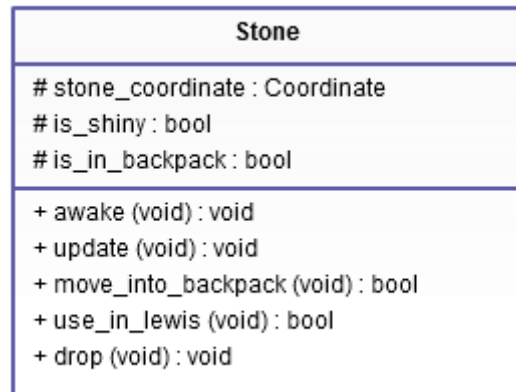 Stone
# stone_coordinate : Coordinate
# is_shiny : bool
# is_in_backpack : bool
+ awake (void) : void
+ update (void) : void
+ move_into_backpack (void) : bool
+ use_in_lewis (void) : bool
+ drop (void) : void